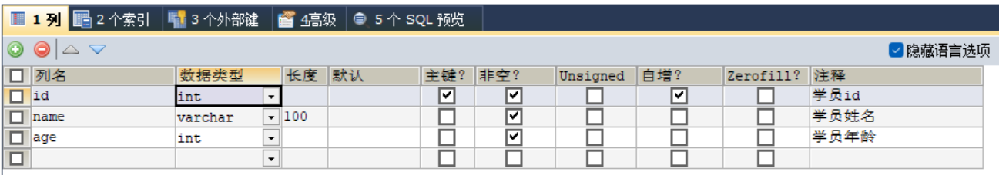 1 列 2 个索引 3 个外部键 4高级 5 个 SQL 预览
隐藏语言选项
列名 数据类型 长度 默认 主键? 非空? Unsigned 自增? Zerofill? 注释
id int 学员id
name varchar 100 学员姓名
age int 学员年龄